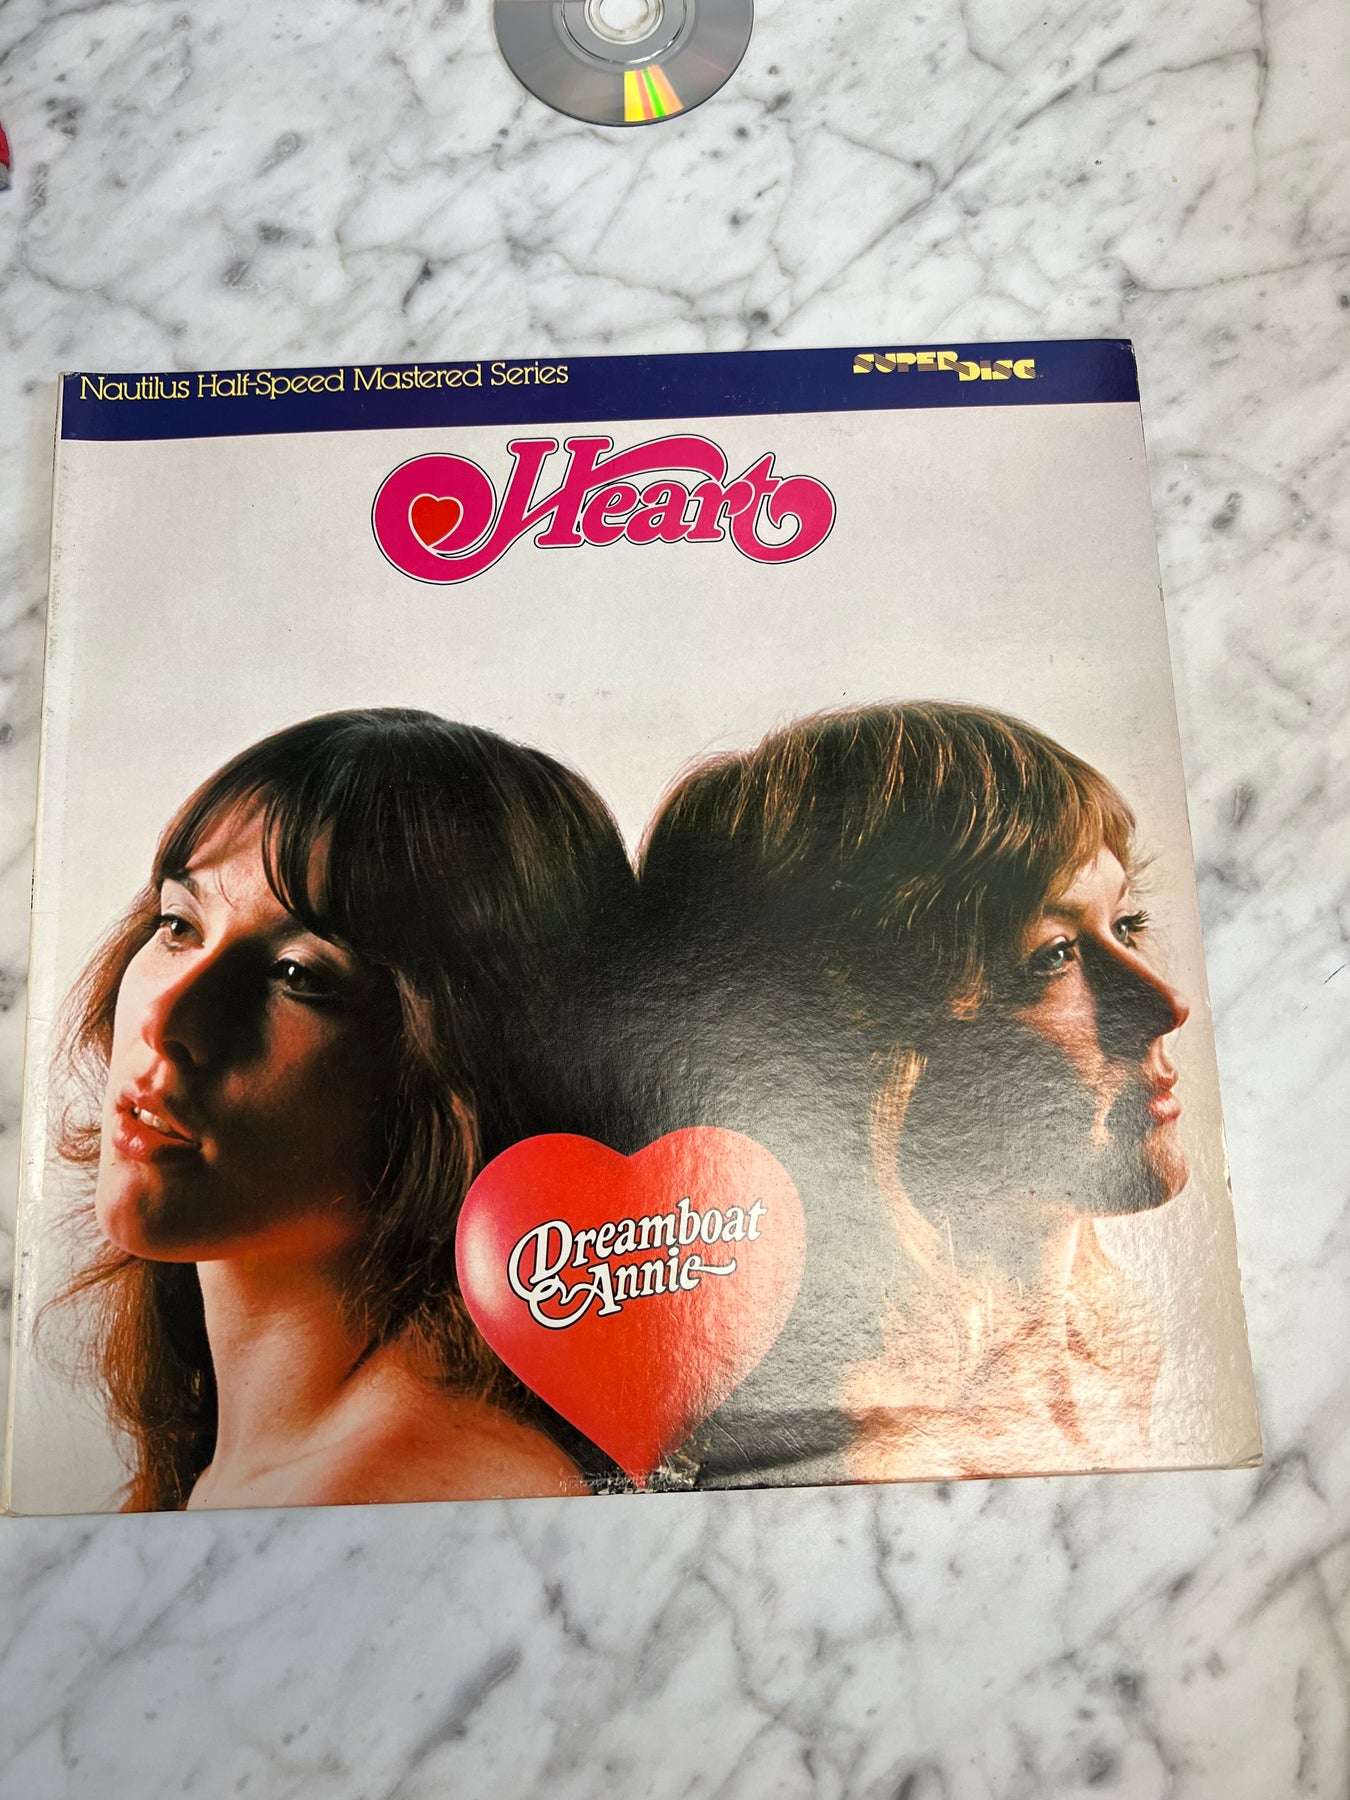 Nautilus Half-Speed Mastered Series
SUPER DISC
Heart
Dreamboat
Annie